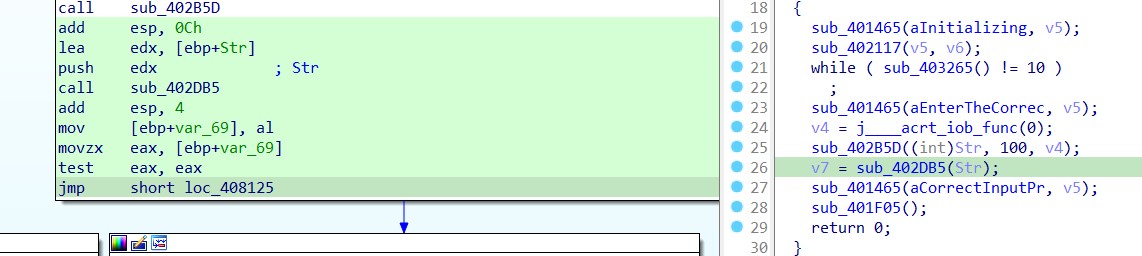 call sub_402B5D
add esp, 0Ch
lea edx, [ebp+Str]
push edx ; Str
call sub_402DB5
add esp, 4
mov [ebp+var_69], al
movzx eax, [ebp+var_69]
test eax, eax
jmp short loc_408125
18 {
19 sub_401465(aInitializing, v5);
20 sub_402117(v5, v6);
21 while ( sub_403265() != 10 )
22 ;
23 sub_401465(aEnterTheCorrec, v5);
24 v4 = j____acrt_iob_func(0);
25 sub_402B5D((int)Str, 100, v4);
26 v7 = sub_402DB5(Str);
27 sub_401465(aCorrectInputPr, v5);
28 sub_401F05();
29 return 0;
30 }